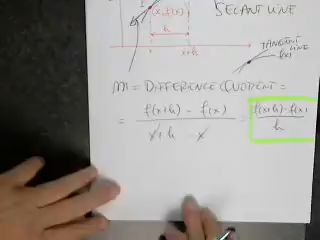 SECANT LINE
(x, f(x))
h
x x+h
TANGENT
LINE
f(x)
m = DIFFERENCE QUOTIENT =
= f(x+h) - f(x) / x + h - x = f(x+h) - f(x) / h